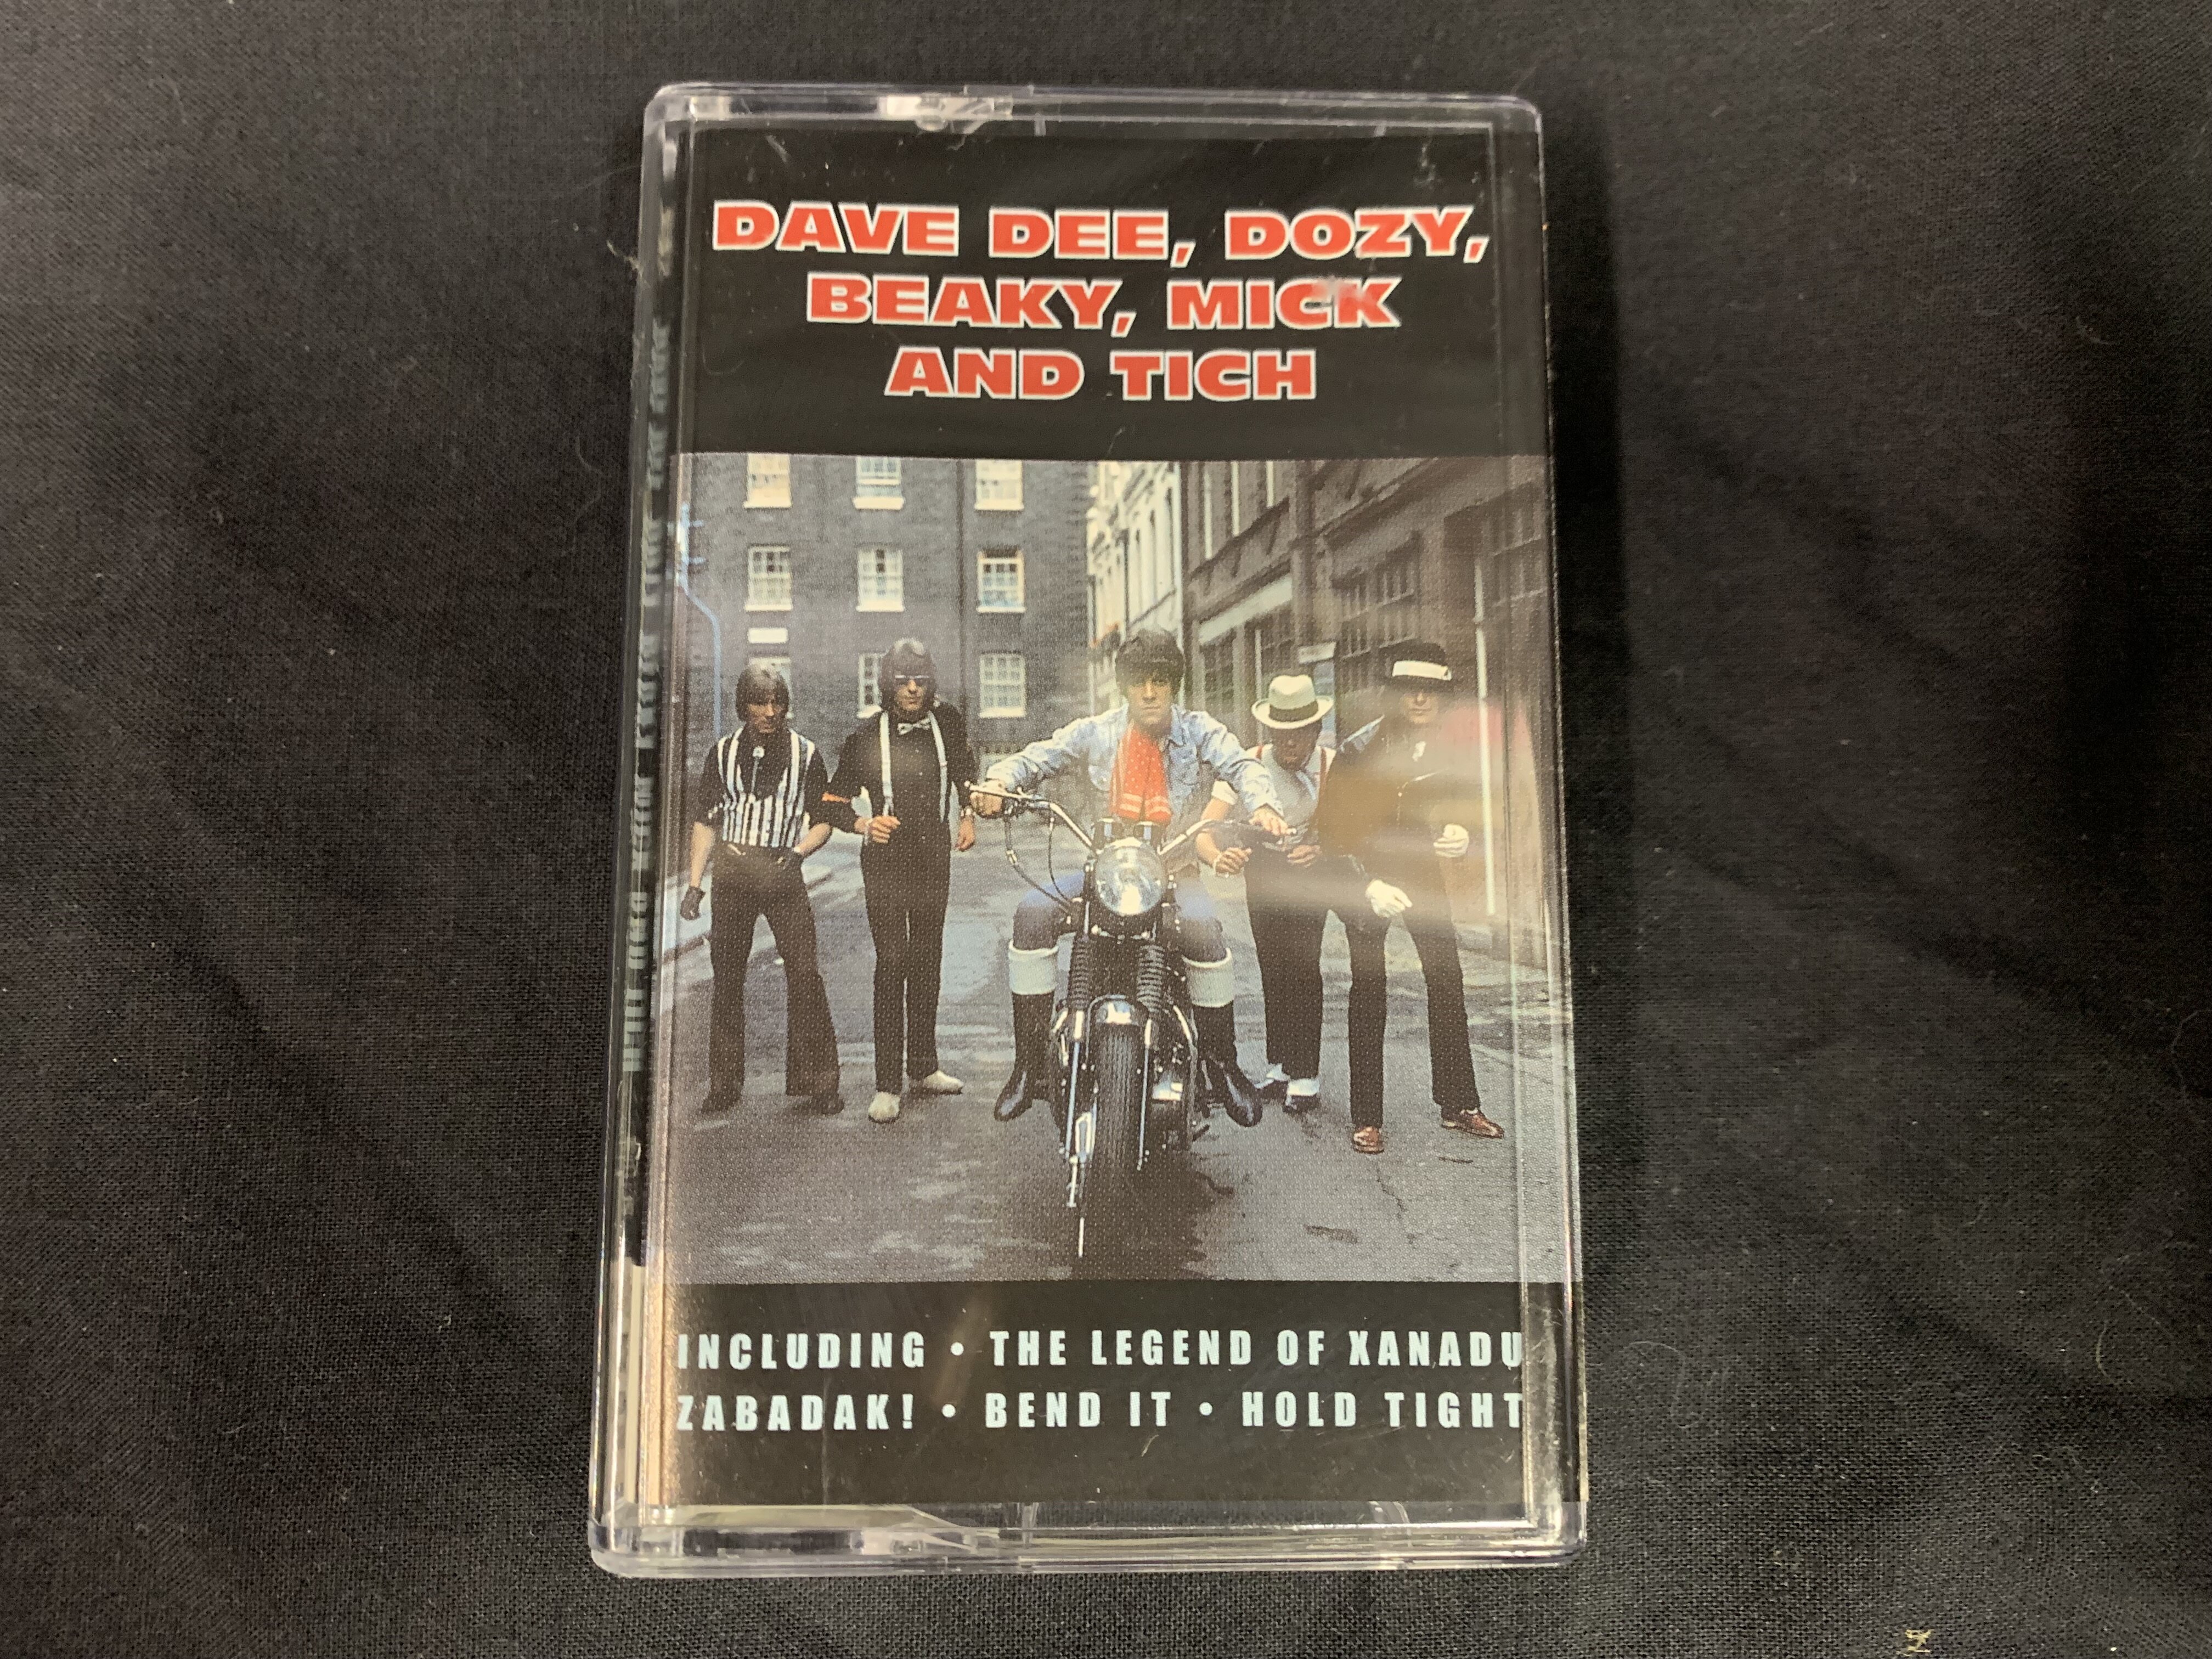 DAVE DEE, DOZY,
BEAKY, MICK
AND TICH
INCLUDING • THE LEGEND OF XANADU
ZABADAK! • BEND IT • HOLD TIGHT